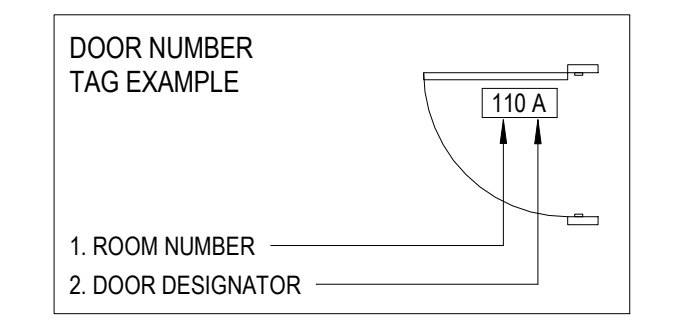 DOOR NUMBER
TAG EXAMPLE
110 A
1. ROOM NUMBER
2. DOOR DESIGNATOR